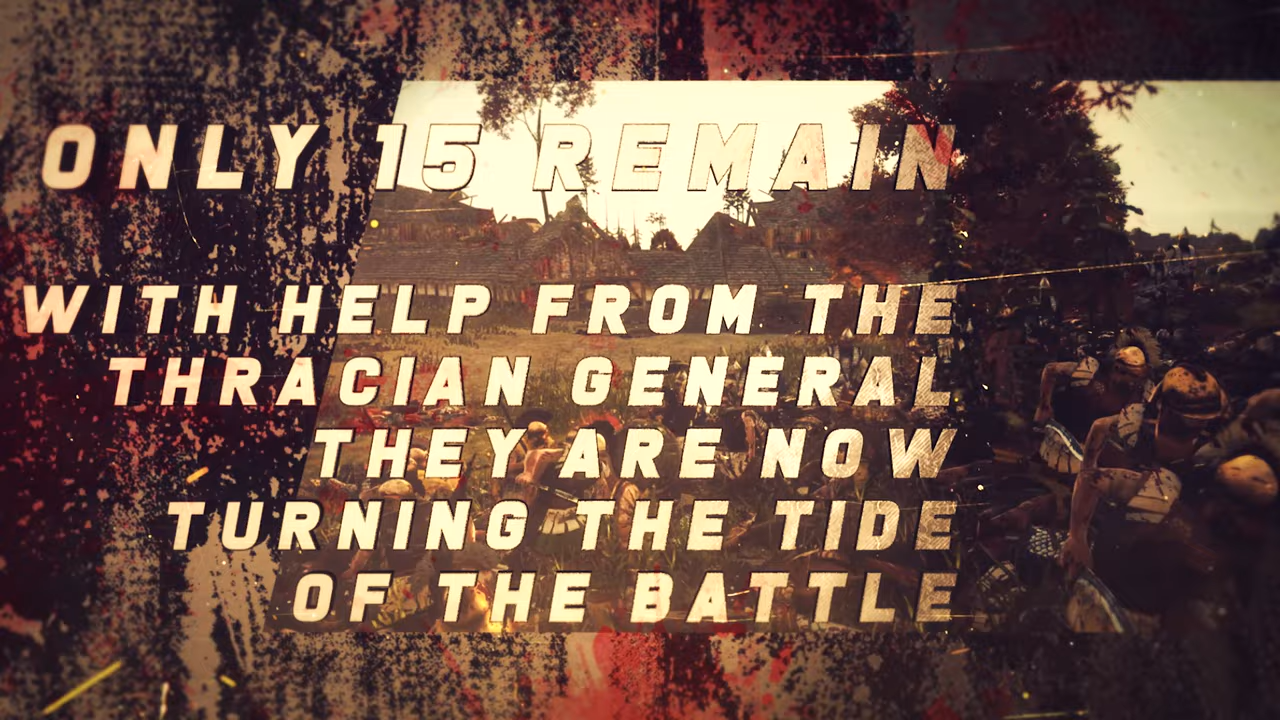 ONLY 15 REMAIN
WITH HELP FROM THE
THRACIAN GENERAL
THEY ARE NOW
TURNING THE TIDE
OF THE BATTLE